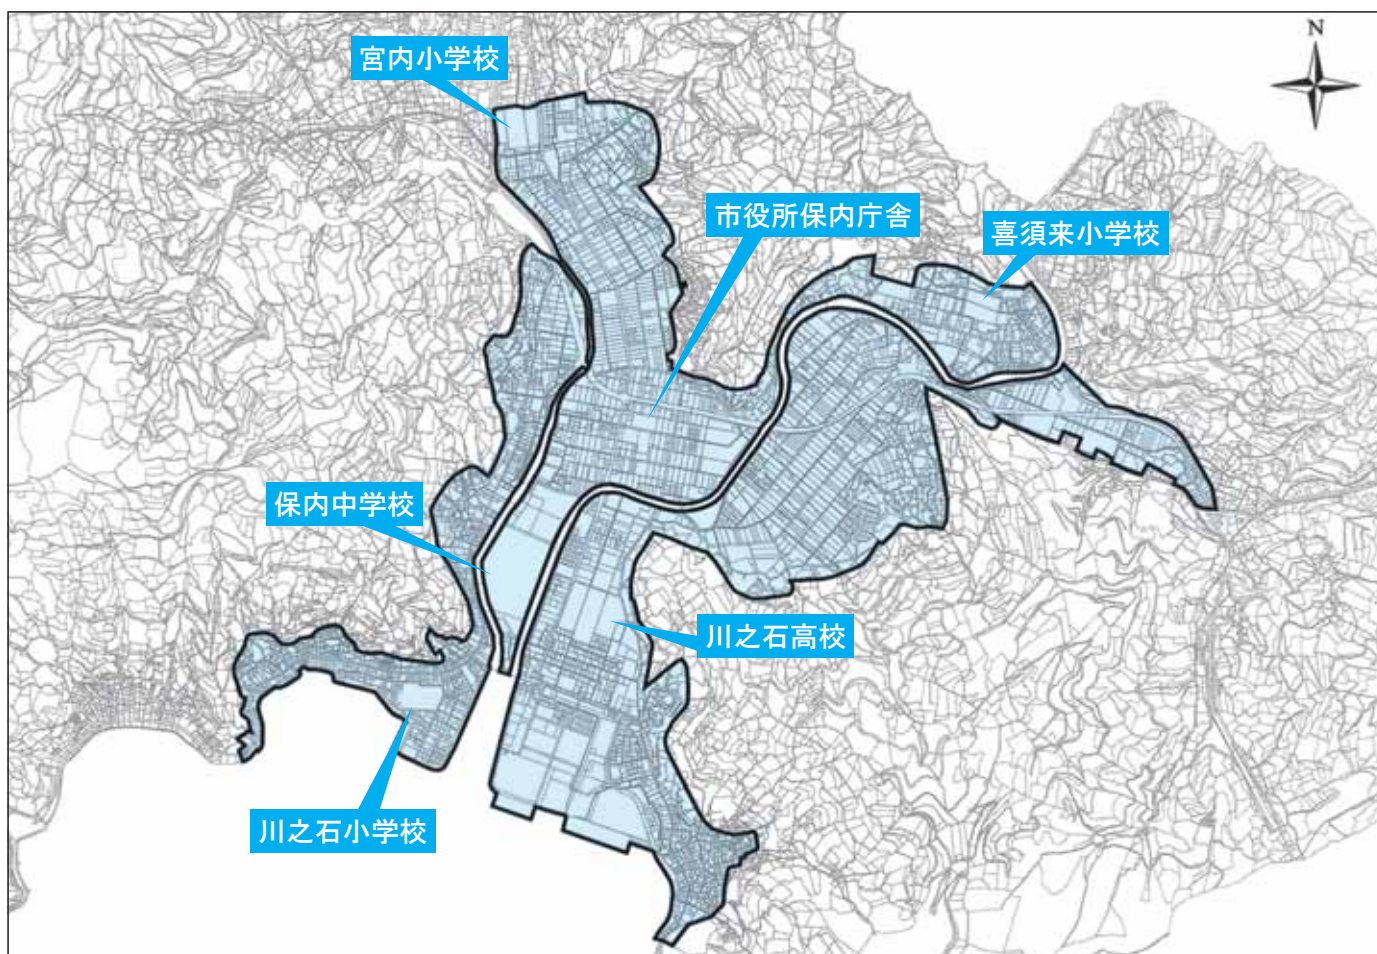 N
宮内小学校
市役所保内庁舎
喜須来小学校
保内中学校
川之石高校
川之石小学校